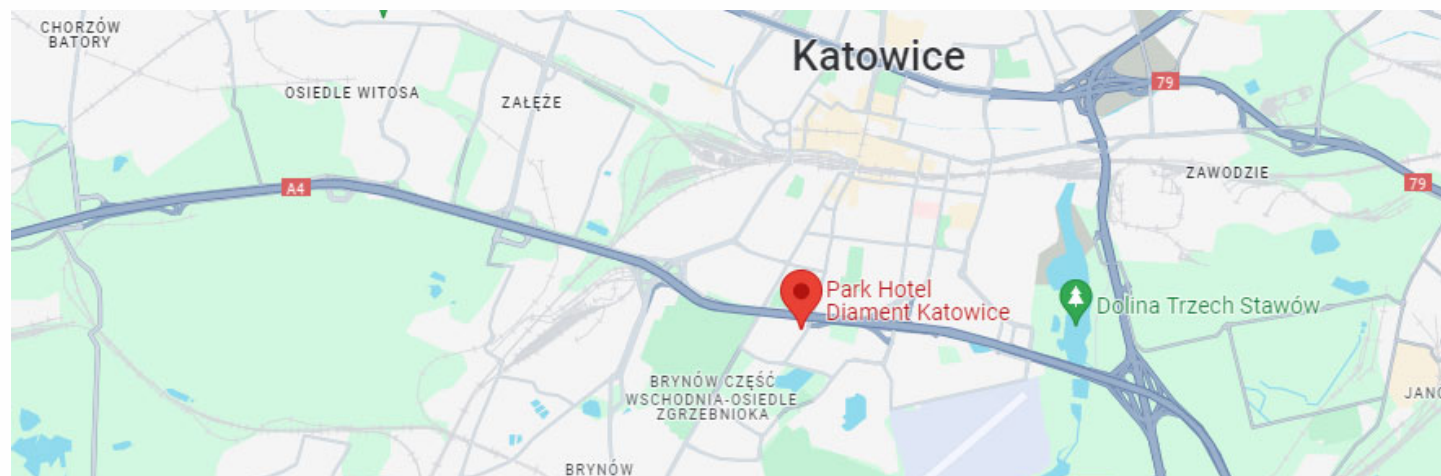 CHORZÓW
BATORY
Katowice
79
OSIEDLE WITOSA
ZAŁĘŻE
ZAWODZIE
A4
79
Park Hotel
Diament Katowice
Dolina Trzech Stawów
BRYNÓW CZĘŚĆ
WSCHODNIA-OSIEDLE
ZGRZEBNIOKA
JANO
BRYNÓW